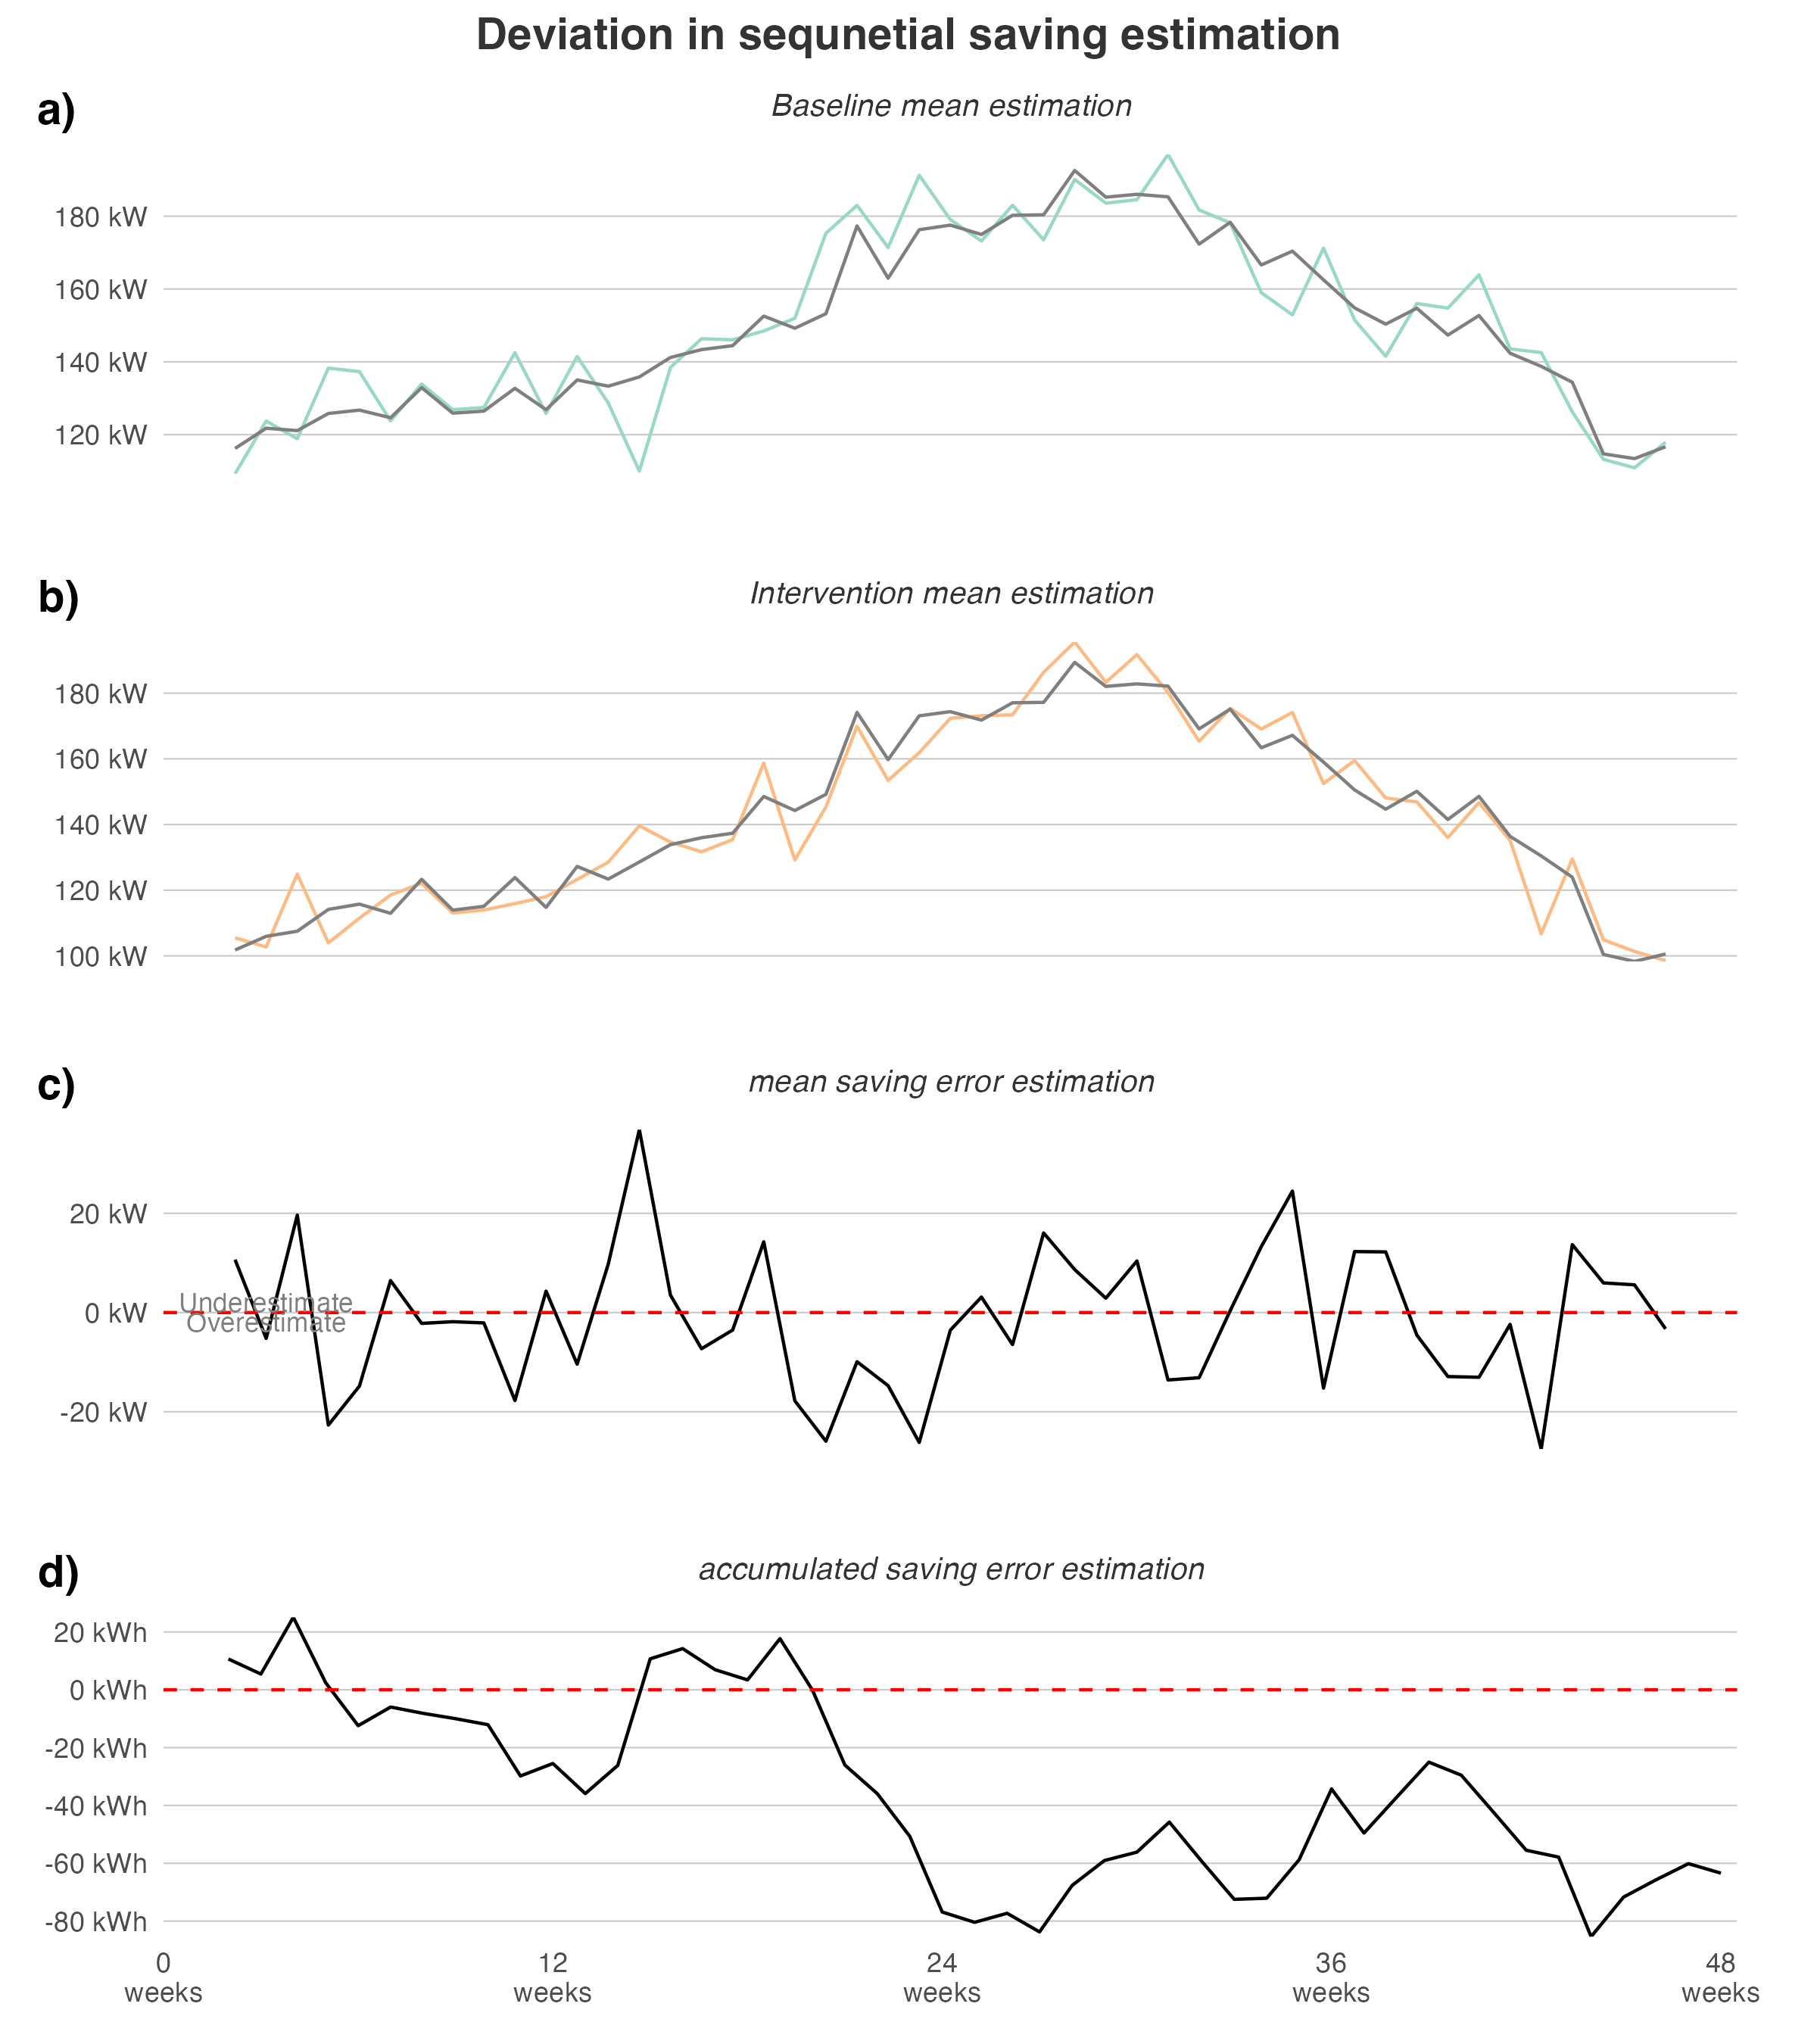 Deviation in sequnetial saving estimation
a)
Baseline mean estimation
180 kW
160 kW
140 kW
120 kW
b)
Intervention mean estimation
180 kW
160 kW
140 kW
120 kW
100 kW
c)
mean saving error estimation
20 kW
Underestimate
0 kW
Overestimate
-20 kW
d)
accumulated saving error estimation
20 kWh
0 kWh
-20 kWh
-40 kWh
-60 kWh
-80 kWh
0 12 24 36 48
weeks weeks weeks weeks weeks